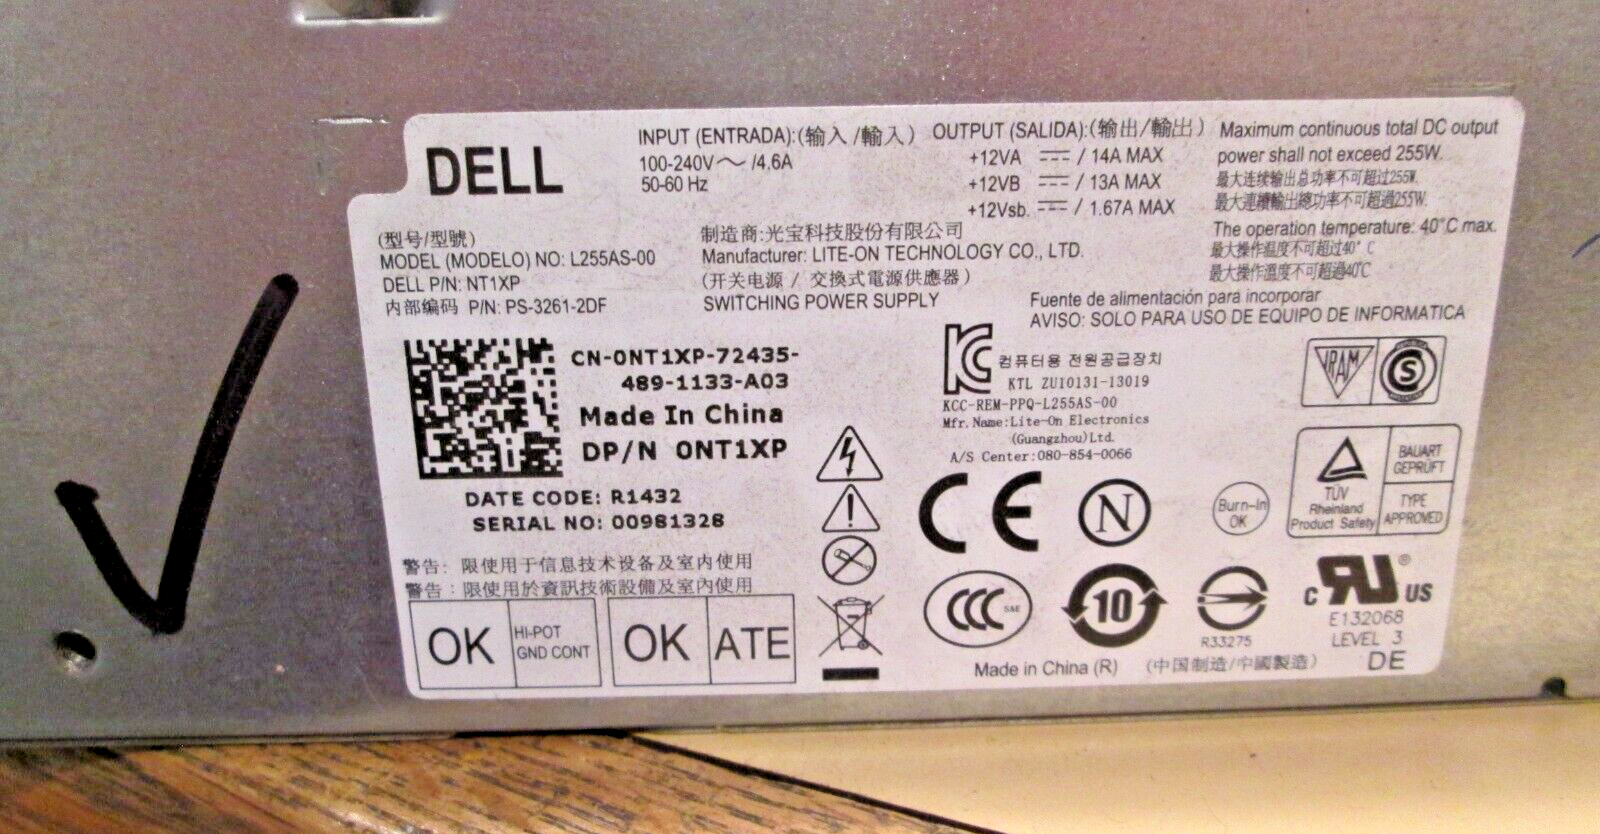 DELL
INPUT (ENTRADA):(输入 /輸入)
100-240V～ /4.6A
50-60 Hz
OUTPUT (SALIDA):(输出/輸出)
+12VA ⎓ / 14A MAX
+12VB ⎓ / 13A MAX
+12Vsb. ⎓ / 1.67A MAX
Maximum continuous total DC output
power shall not exceed 255W.
最大连续输出总功率不可超过255W.
最大連續輸出總功率不可超過255W.
The operation temperature: 40°C max.
最大操作温度不可超过40°C
最大操作溫度不可超過40°C
(型号/型號)
MODEL (MODELO) NO: L255AS-00
DELL P/N: NT1XP
内部编码 P/N: PS-3261-2DF
制造商:光宝科技股份有限公司
Manufacturer: LITE-ON TECHNOLOGY CO., LTD.
(开关电源 / 交換式電源供應器)
SWITCHING POWER SUPPLY
Fuente de alimentación para incorporar
AVISO: SOLO PARA USO DE EQUIPO DE INFORMATICA
CN-0NT1XP-72435-
489-1133-A03
Made In China
DP/N 0NT1XP
DATE CODE: R1432
SERIAL NO: 00981328
컴퓨터용 전원공급장치
KTL ZU10131-13019
KCC-REM-PPQ-L255AS-00
Mfr. Name:Lite-On Electronics
(Guangzhou)Ltd.
A/S Center:080-854-0066
IRAM
S
TÜV
Rheinland
Product Safety
BAUART
GEPRÜFT
TYPE
APPROVED
CE
N
Burn-In
OK
警告: 限使用于信息技术设备及室内使用
警告: 限使用於資訊技術設備及室內使用
OK
HI-POT
GND CONT
OK
ATE
CCC
S&E
10
R33275
c RU ® US
E132068
LEVEL 3
DE
Made in China (R) (中国制造/中國製造)